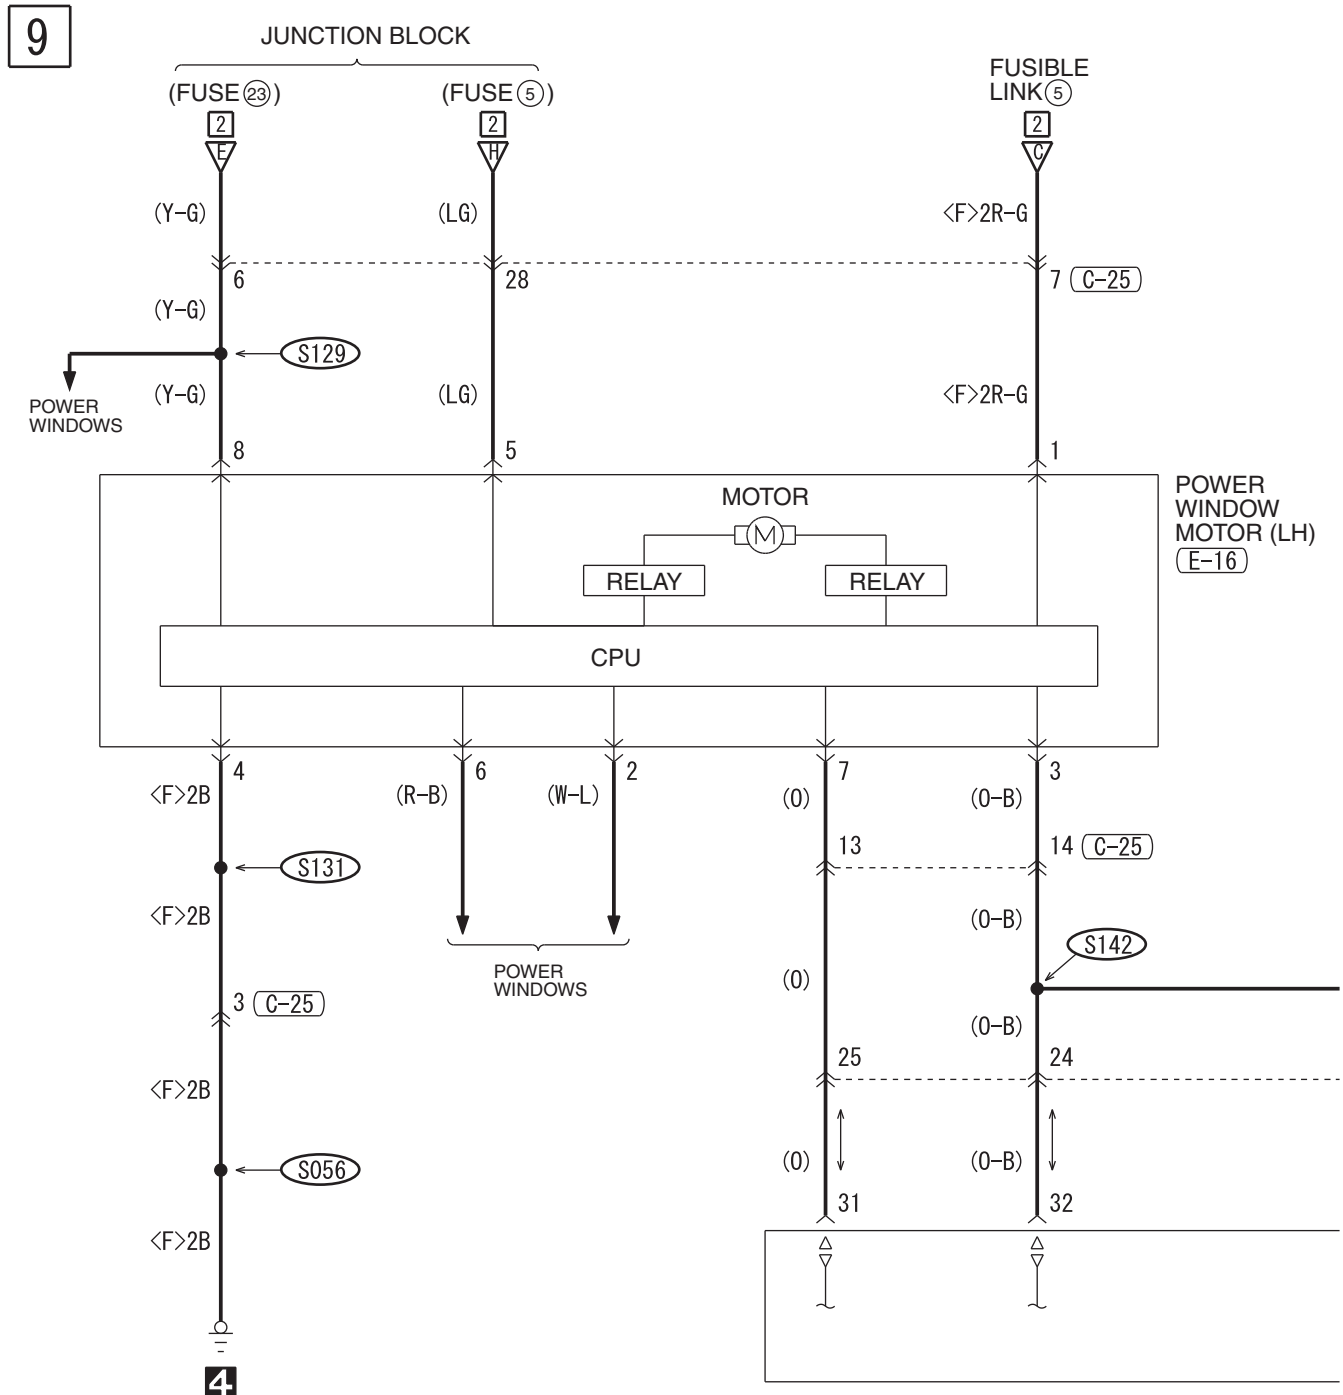 9
JUNCTION BLOCK
(FUSE 23) (FUSE 5) FUSIBLE
LINK 5
2 2 2
E H C
(Y-G) (LG) <F>2R-G
6 28 7 C-25
(Y-G)
S129
POWER
WINDOWS
(Y-G) (LG) <F>2R-G
8 5 1
MOTOR
M
RELAY RELAY
CPU
POWER
WINDOW
MOTOR (LH)
E-16
4 6 2 7 3
<F>2B (R-B) (W-L) (O) (O-B)
13 14 C-25
S131
<F>2B (O-B)
S142
POWER
WINDOWS
(O)
3 C-25
(O-B)
25 24
<F>2B
S056
(O) (O-B)
31 32
<F>2B
4